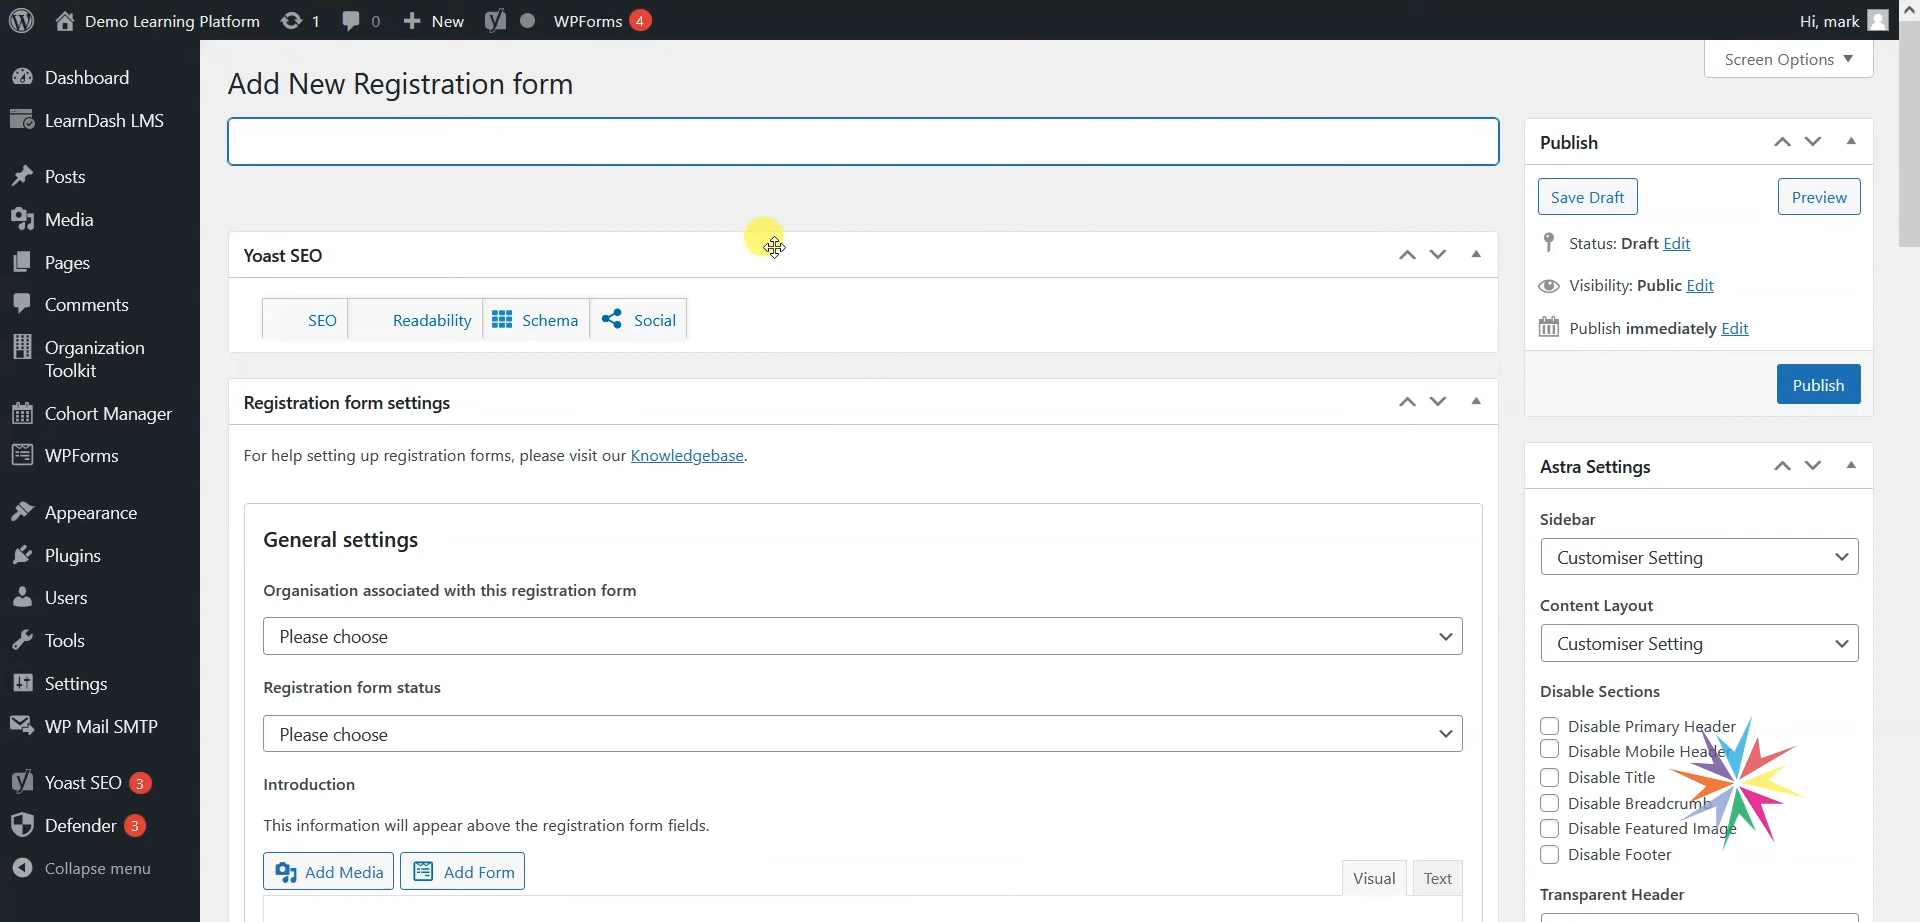 Demo Learning Platform 1 0 New WPForms 4 Hi, mark
Screen Options
Dashboard
LearnDash LMS
Posts
Media
Pages
Comments
Organization
Toolkit
Cohort Manager
WPForms
Appearance
Plugins
Users
Tools
Settings
WP Mail SMTP
Yoast SEO 3
Defender 3
Collapse menu
Add New Registration form
Yoast SEO
SEO Readability Schema Social
Registration form settings
For help setting up registration forms, please visit our Knowledgebase.
General settings
Organisation associated with this registration form
Please choose
Registration form status
Please choose
Introduction
This information will appear above the registration form fields.
Add Media Add Form Visual Text
Publish
Save Draft Preview
Status: Draft Edit
Visibility: Public Edit
Publish immediately Edit
Publish
Astra Settings
Sidebar
Customiser Setting
Content Layout
Customiser Setting
Disable Sections
Disable Primary Header
Disable Mobile Header
Disable Title
Disable Breadcrumb
Disable Featured Image
Disable Footer
Transparent Header